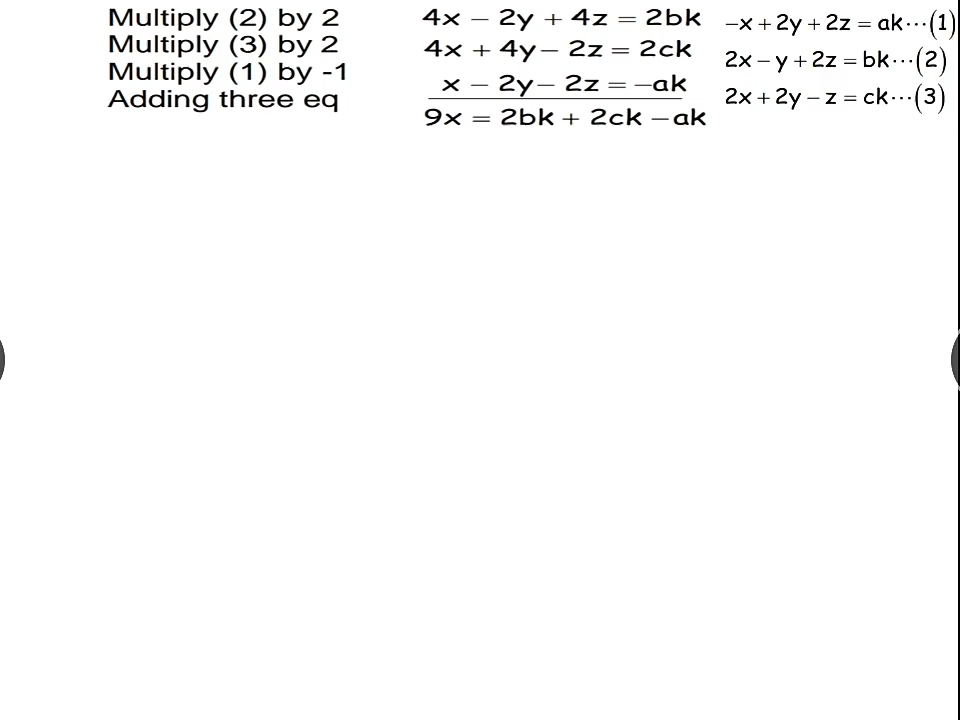 Multiply (2) by 2
Multiply (3) by 2
Multiply (1) by -1
Adding three eq
4x − 2y + 4z = 2bk
4x + 4y− 2z = 2ck
x − 2y− 2z = −ak
9x = 2bk + 2ck −ak
−x + 2y + 2z = ak⋯(1)
2x − y + 2z = bk⋯(2)
2x + 2y − z = ck⋯(3)